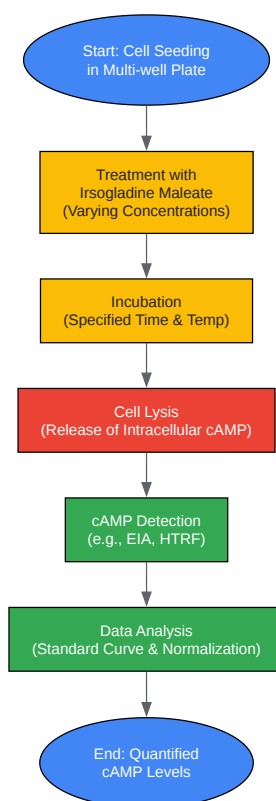 Start: Cell Seeding
in Multi-well Plate
Treatment with
Irsogladine Maleate
(Varying Concentrations)
Incubation
(Specified Time & Temp)
Cell Lysis
(Release of Intracellular cAMP)
cAMP Detection
(e.g., EIA, HTRF)
Data Analysis
(Standard Curve & Normalization)
End: Quantified
cAMP Levels